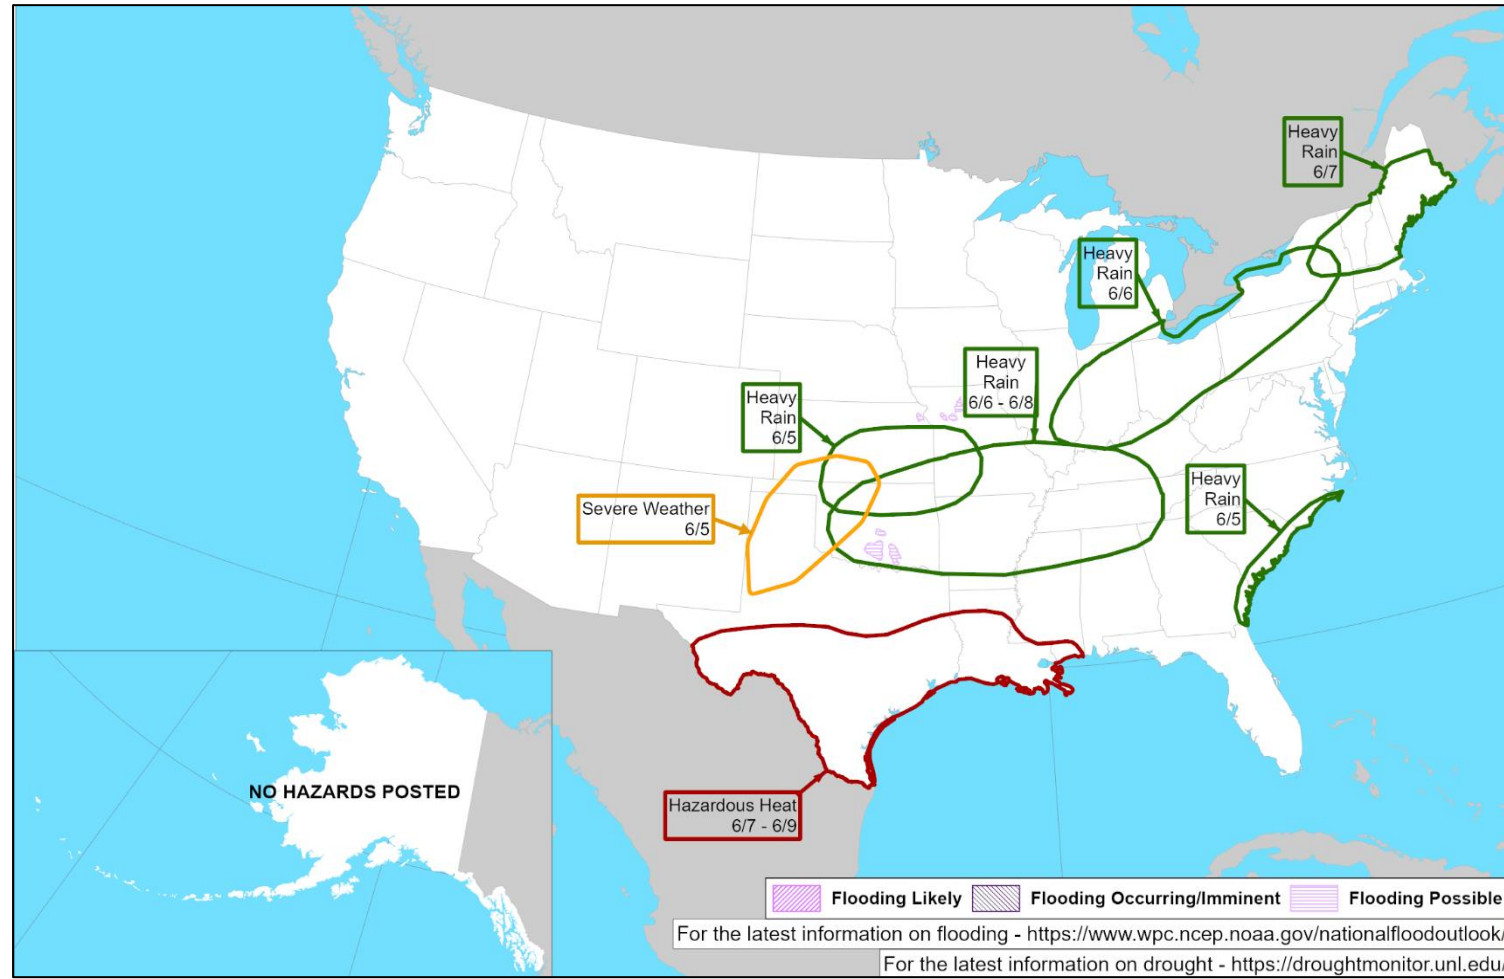 Heavy
Rain
6/7
Heavy
Rain
6/6
Heavy
Rain
6/6 - 6/8
Heavy
Rain
6/5
Heavy
Rain
6/5
Severe Weather
6/5
NO HAZARDS POSTED
Hazardous Heat
6/7 - 6/9
Flooding Likely
Flooding Occurring/Imminent
Flooding Possible
For the latest information on flooding - https://www.wpc.ncep.noaa.gov/nationalfloodoutlook/
For the latest information on drought - https://droughtmonitor.unl.edu/